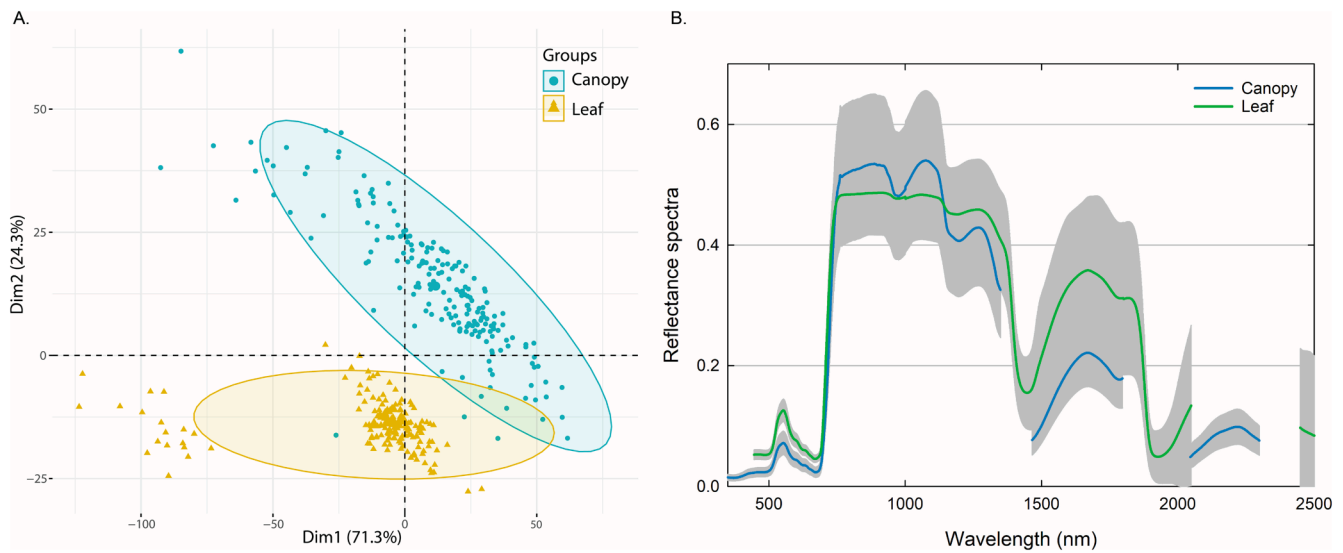 A.
Groups
Canopy
Leaf
50
25
0
−25
−100
−50
0
50
Dim2 (24.3%)
Dim1 (71.3%)
B.
Canopy
Leaf
0.6
0.4
0.2
0.0
500
1000
1500
2000
2500
Reflectance spectra
Wavelength (nm)